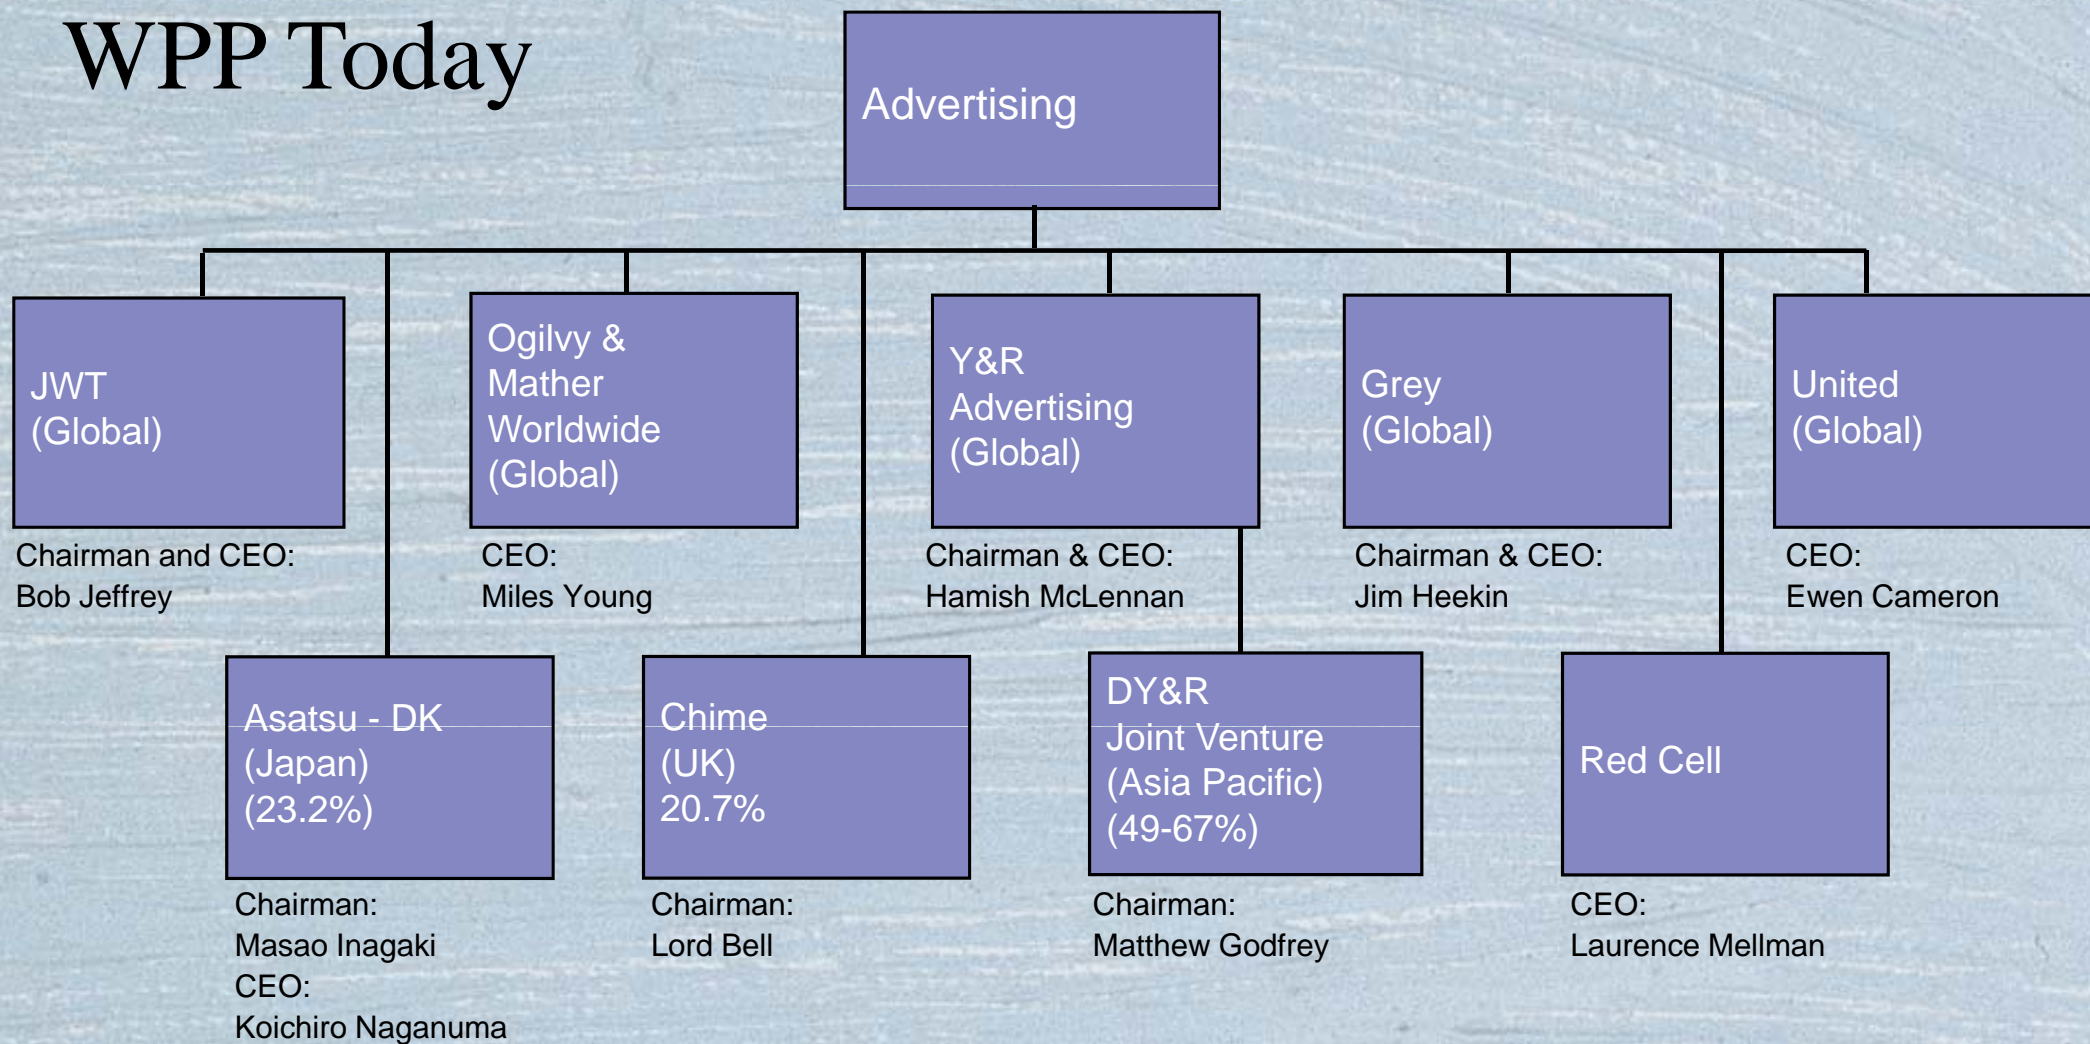 WPP Today
Advertising
JWT
(Global)
Chairman and CEO:
Bob Jeffrey
Ogilvy &
Mather
Worldwide
(Global)
CEO:
Miles Young
Y&R
Advertising
(Global)
Chairman & CEO:
Hamish McLennan
Grey
(Global)
Chairman & CEO:
Jim Heekin
United
(Global)
CEO:
Ewen Cameron
Asatsu - DK
(Japan)
(23.2%)
Chairman:
Masao Inagaki
CEO:
Koichiro Naganuma
Chime
(UK)
20.7%
Chairman:
Lord Bell
DY&R
Joint Venture
(Asia Pacific)
(49-67%)
Chairman:
Matthew Godfrey
Red Cell
CEO:
Laurence Mellman